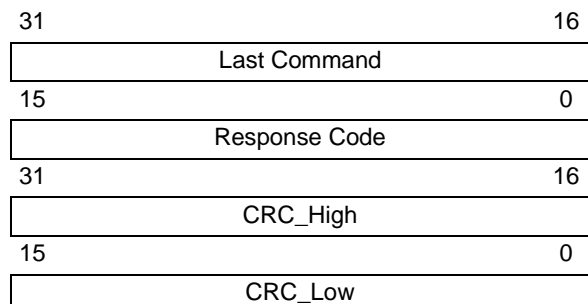 31 16
Last Command
15 0
Response Code
31 16
CRC_High
15 0
CRC_Low